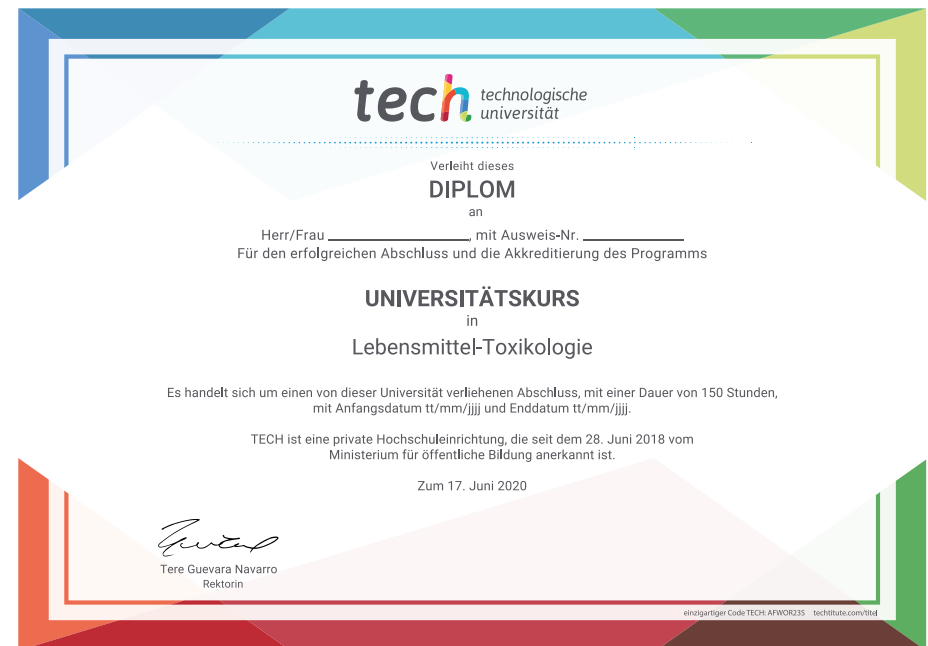 tech technologische
universität
Verleiht dieses
DIPLOM
an
Herr/Frau ____________, mit Ausweis-Nr. ____________
Für den erfolgreichen Abschluss und die Akkreditierung des Programms
UNIVERSITÄTSKURS
in
Lebensmittel-Toxikologie
Es handelt sich um einen von dieser Universität verliehenen Abschluss, mit einer Dauer von 150 Stunden,
mit Anfangsdatum tt/mm/jjjj und Enddatum tt/mm/jjjj.
TECH ist eine private Hochschuleinrichtung, die seit dem 28. Juni 2018 vom
Ministerium für öffentliche Bildung anerkannt ist.
Zum 17. Juni 2020
Tere Guevara Navarro
Rektorin
einzigartiger Code TECH: AFWOR23S techtitute.com/titel